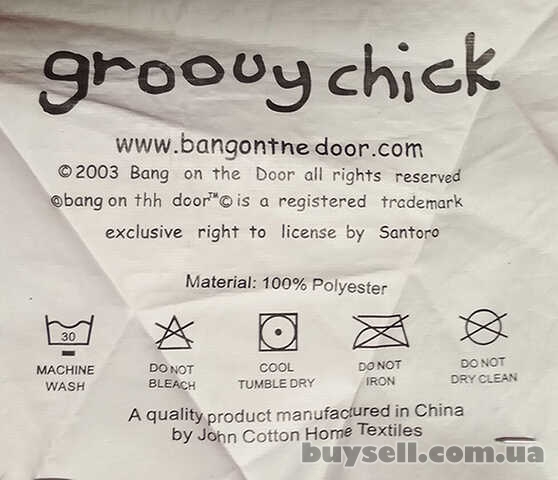 groovy chick
www.bangonthedoor.com
©2003 Bang on the Door all rights reserved
©bang on thh door™© is a registered trademark
exclusive right to license by Santoro
Material: 100% Polyester
30
MACHINE WASH
DO NOT BLEACH
COOL TUMBLE DRY
DO NOT IRON
DO NOT DRY CLEAN
A quality product manufactured in China
by John Cotton Home Textiles
buysell.com.ua